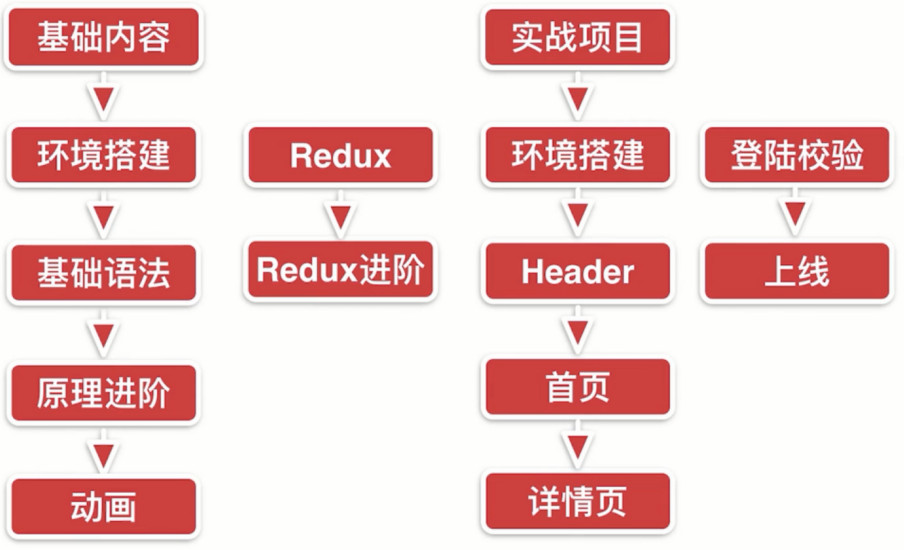 基础内容
环境搭建
基础语法
原理进阶
动画
Redux
Redux进阶
实战项目
环境搭建
Header
首页
详情页
登陆校验
上线